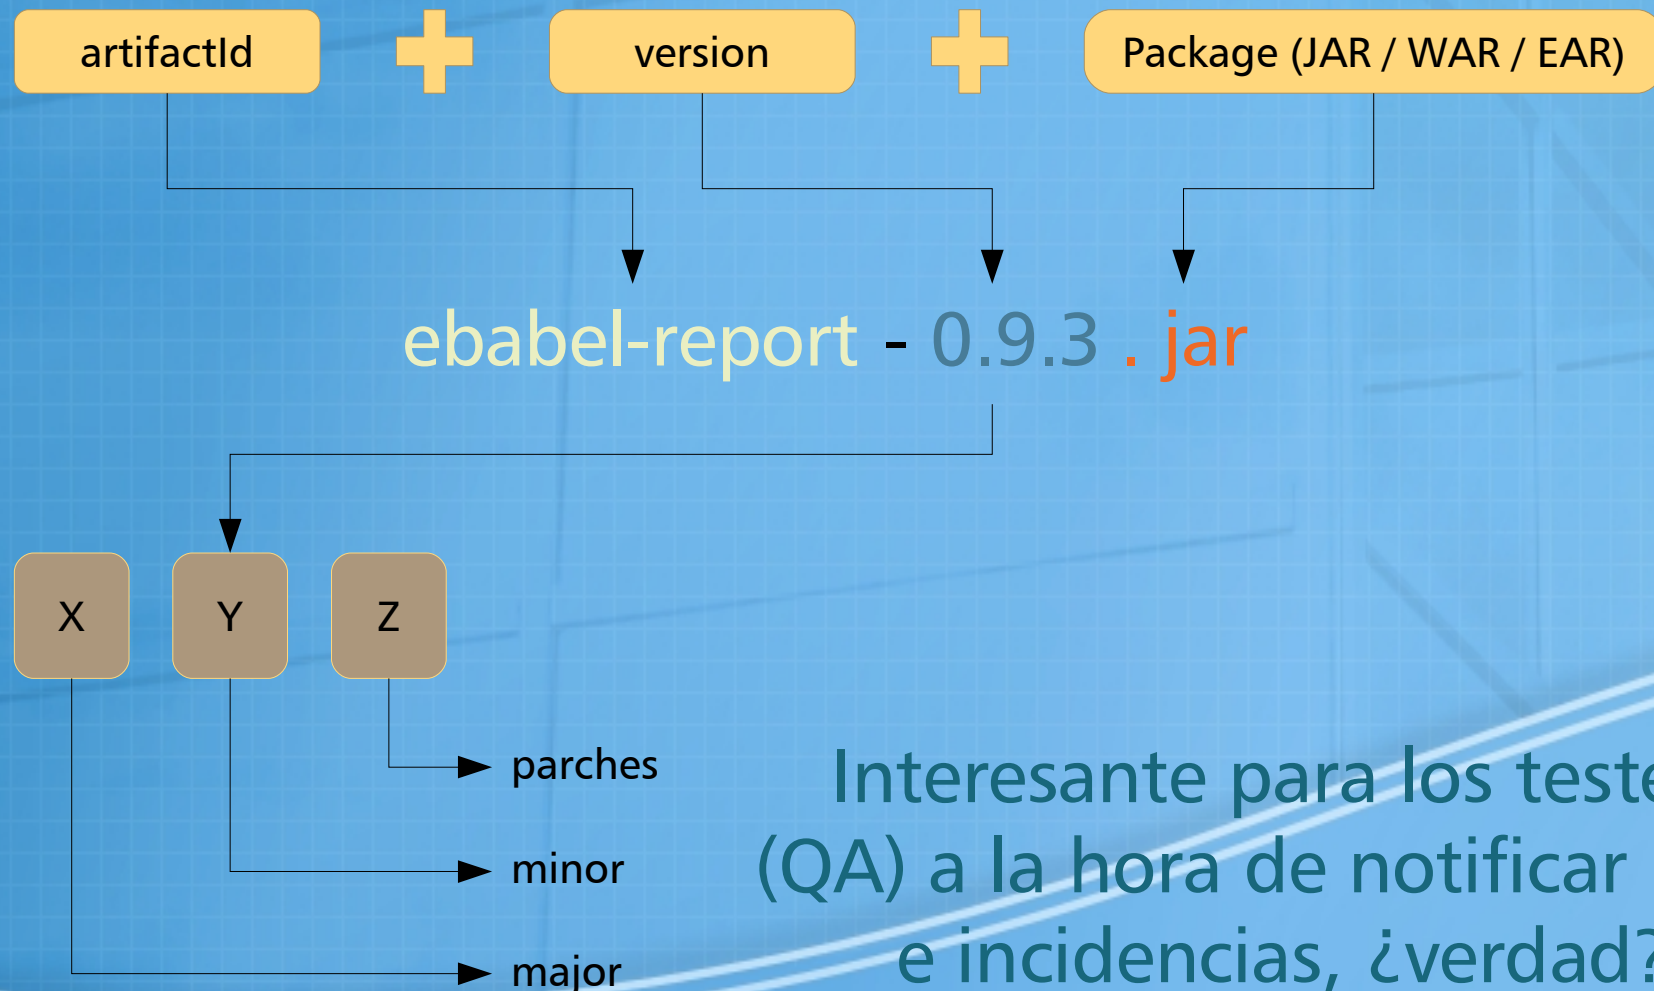 artifactId version Package (JAR / WAR / EAR)
ebabel-report - 0.9.3 . jar
X Y Z
parches
minor
major
Interesante para los
(QA) a la hora de notificar
e incidencias, ¿verdad?